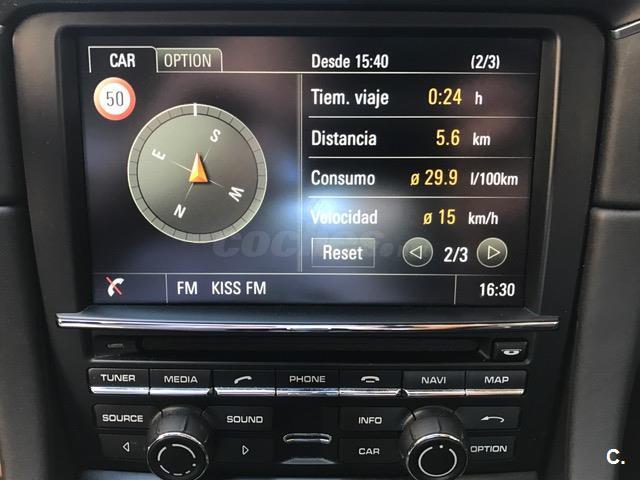 CAR OPTION Desde 15:40 (2/3)
50
Tiem. viaje 0:24 h
S
E
Distancia 5.6 km
W
N
Consumo ø 29.9 l/100km
Velocidad ø 15 km/h
Reset 2/3
FM KISS FM 16:30
TUNER MEDIA PHONE NAVI MAP
SOURCE SOUND INFO
CAR OPTION
C.